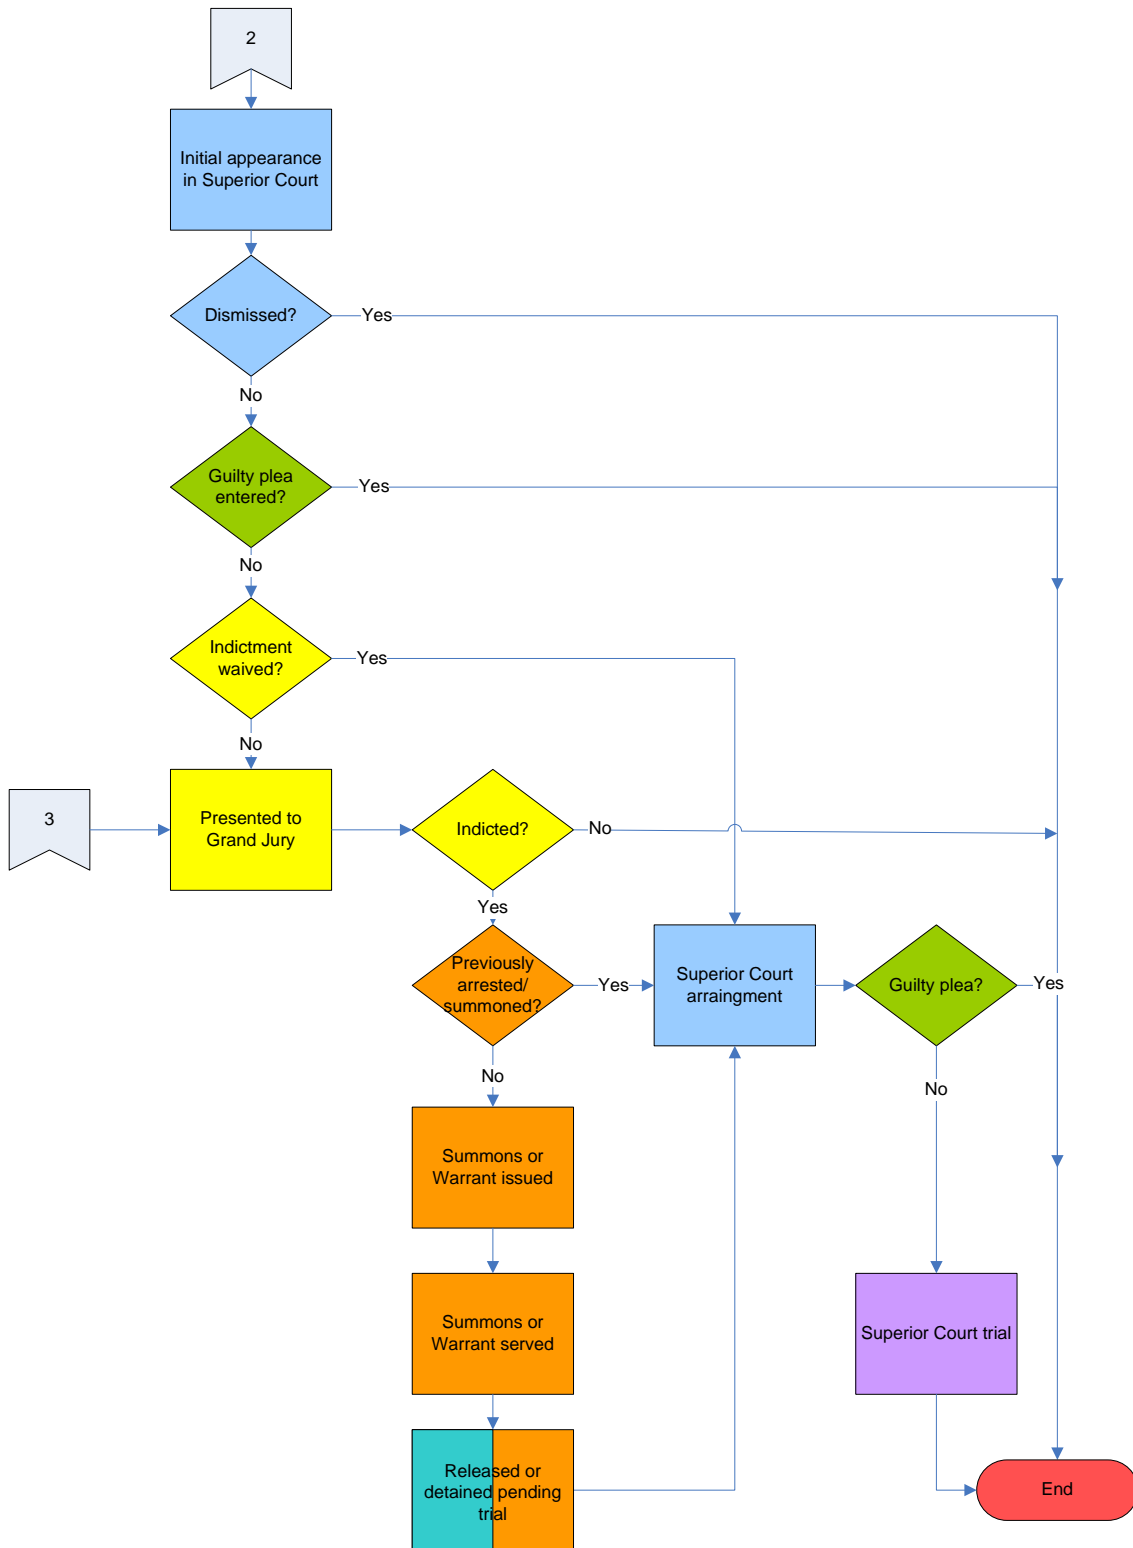 2
Initial appearance
in Superior Court
Dismissed?
Yes
No
Guilty plea
entered?
Yes
No
Indictment
waived?
Yes
No
3
Presented to
Grand Jury
Indicted?
No
Yes
Previously
arrested/
summoned?
Yes
Superior Court
arraingment
Guilty plea?
Yes
No
No
Summons or
Warrant issued
Summons or
Warrant served
Superior Court trial
Released or
detained pending
trial
End